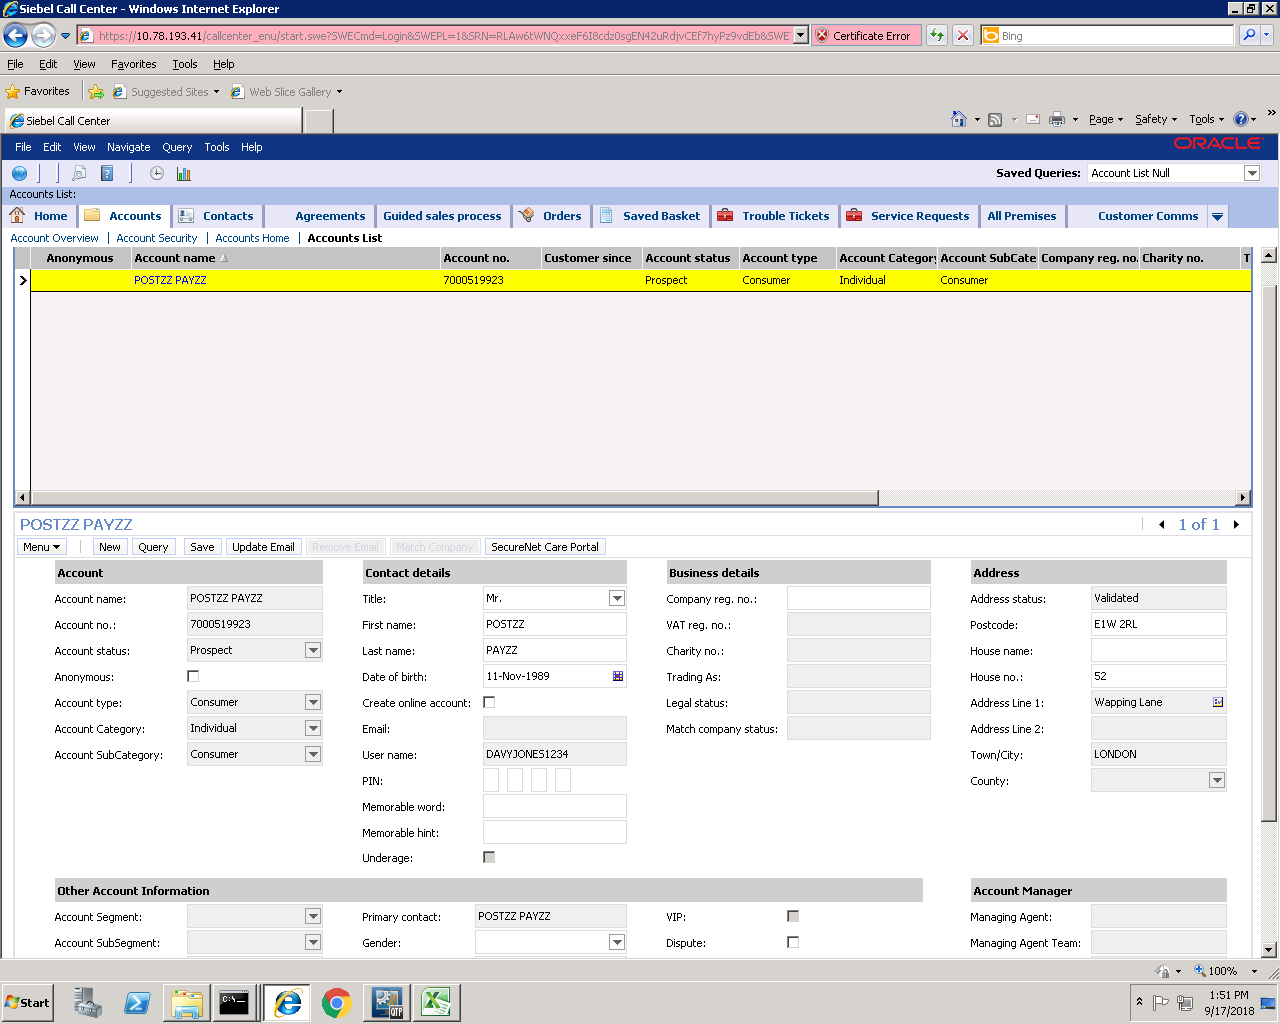 Siebel Call Center - Windows Internet Explorer
https://10.78.193.41/callcenter_enu/start.swe?SWECmd=Login&SWEPL=1&SRN=RLAw6tWNQxxeF6I8cdz0sgEN42uRdjvCEf7hyPz9vdEb&SWE Certificate Error Bing
File Edit View Favorites Tools Help
Favorites Suggested Sites Web Slice Gallery
Siebel Call Center Page Safety Tools
File Edit View Navigate Query Tools Help ORACLE
Saved Queries: Account List Null
Accounts List:
Home Accounts Contacts Agreements Guided sales process Orders Saved Basket Trouble Tickets Service Requests All Premises Customer Comms
Account Overview Account Security Accounts Home Accounts List
Anonymous Account name Account no. Customer since Account status Account type Account Category Account SubCate Company reg. no. Charity no. T
POSTZZ PAYZZ 7000519923 Prospect Consumer Individual Consumer
POSTZZ PAYZZ 1 of 1
Menu New Query Save Update Email Remove Email Match Company SecureNet Care Portal
Account Contact details Business details Address
Account name: POSTZZ PAYZZ Title: Mr. Company reg. no.: Address status: Validated
Account no.: 7000519923 First name: POSTZZ VAT reg. no.: Postcode: E1W 2RL
Account status: Prospect Last name: PAYZZ Charity no.: House name:
Anonymous: Date of birth: 11-Nov-1989 Trading As: House no.: 52
Account type: Consumer Create online account: Legal status: Address Line 1: Wapping Lane
Account Category: Individual Email: Match company status: Address Line 2:
Account SubCategory: Consumer User name: DAVYJONES1234 Town/City: LONDON
PIN: County:
Memorable word:
Memorable hint:
Underage:
Other Account Information Account Manager
Account Segment: Primary contact: POSTZZ PAYZZ VIP: Managing Agent:
Account SubSegment: Gender: Dispute: Managing Agent Team:
100%
Start C:\. QTP 1:51 PM
9/17/2018